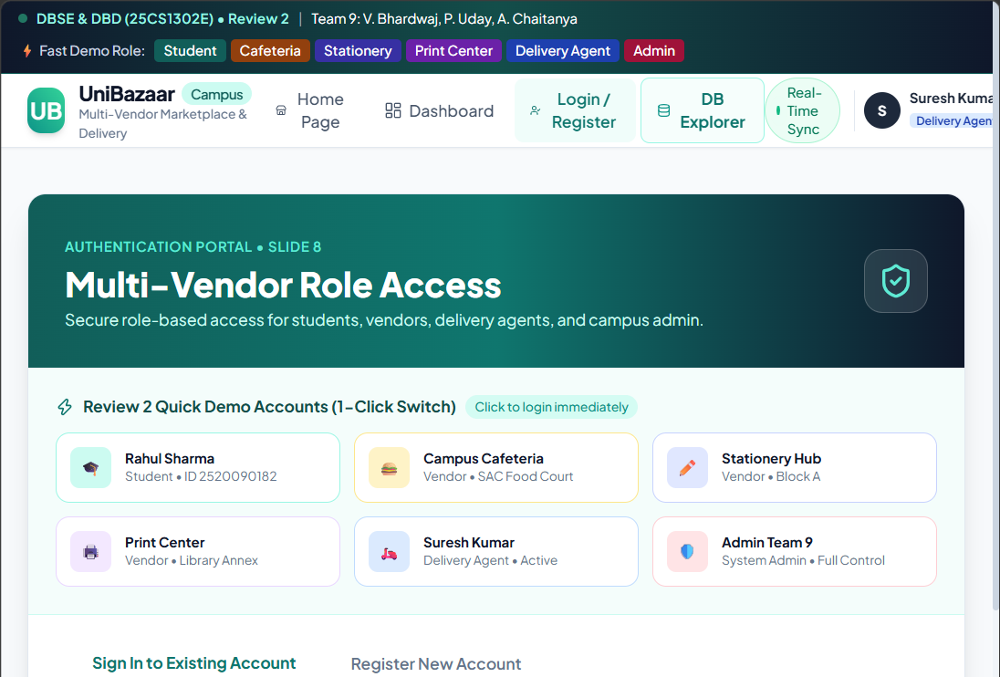 DBSE & DBD (25CS1302E) • Review 2 | Team 9: V. Bhardwaj, P. Uday, A. Chaitanya
Fast Demo Role: Student Cafeteria Stationery Print Center Delivery Agent Admin
UB
UniBazaar Campus
Multi-Vendor Marketplace &
Delivery
Home
Page
Dashboard
Login /
Register
DB
Explorer
Real-
Time
Sync
S
Suresh Kuma
Delivery Agen
AUTHENTICATION PORTAL • SLIDE 8
Multi-Vendor Role Access
Secure role-based access for students, vendors, delivery agents, and campus admin.
Review 2 Quick Demo Accounts (1-Click Switch) Click to login immediately
Rahul Sharma
Student • ID 2520090182
Campus Cafeteria
Vendor • SAC Food Court
Stationery Hub
Vendor • Block A
Print Center
Vendor • Library Annex
Suresh Kumar
Delivery Agent • Active
Admin Team 9
System Admin • Full Control
Sign In to Existing Account
Register New Account